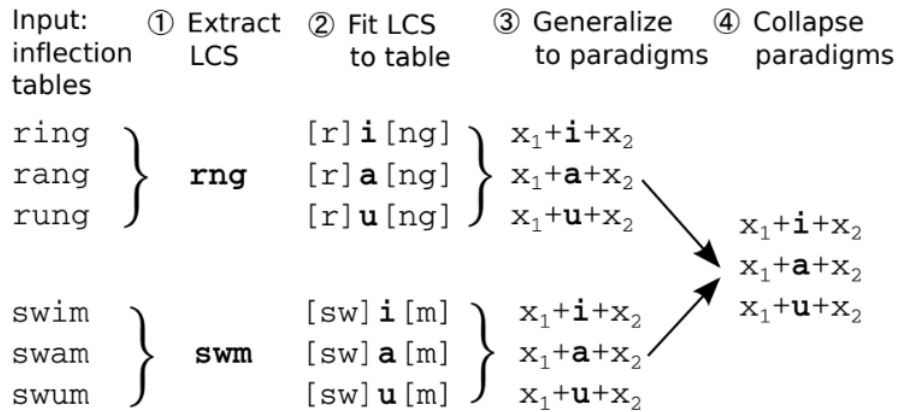 Input: ① Extract ② Fit LCS ③ Generalize ④ Collapse
inflection LCS to table to paradigms paradigms
tables
ring [r]i[ng] x₁+i+x₂
rang rng [r]a[ng] x₁+a+x₂
rung [r]u[ng] x₁+u+x₂
x₁+i+x₂
x₁+a+x₂
x₁+u+x₂
swim [sw]i[m] x₁+i+x₂
swam swm [sw]a[m] x₁+a+x₂
swum [sw]u[m] x₁+u+x₂